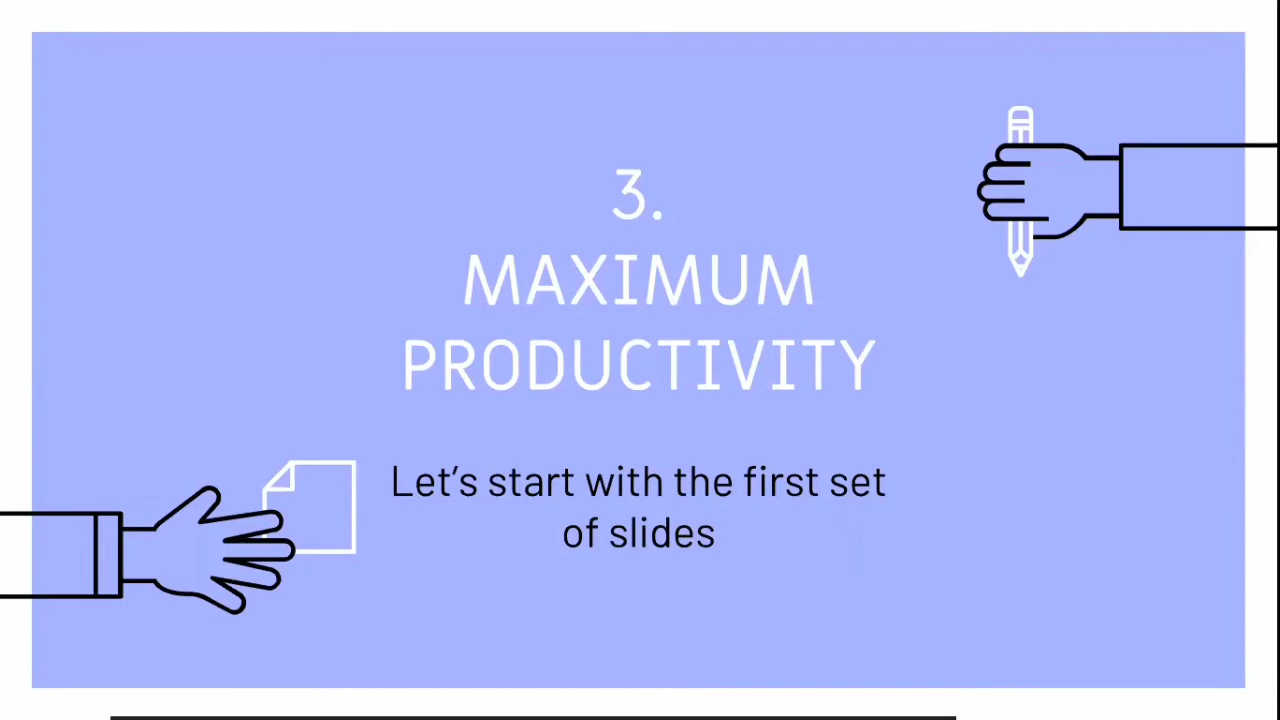 3.
MAXIMUM
PRODUCTIVITY
Let’s start with the first set
of slides